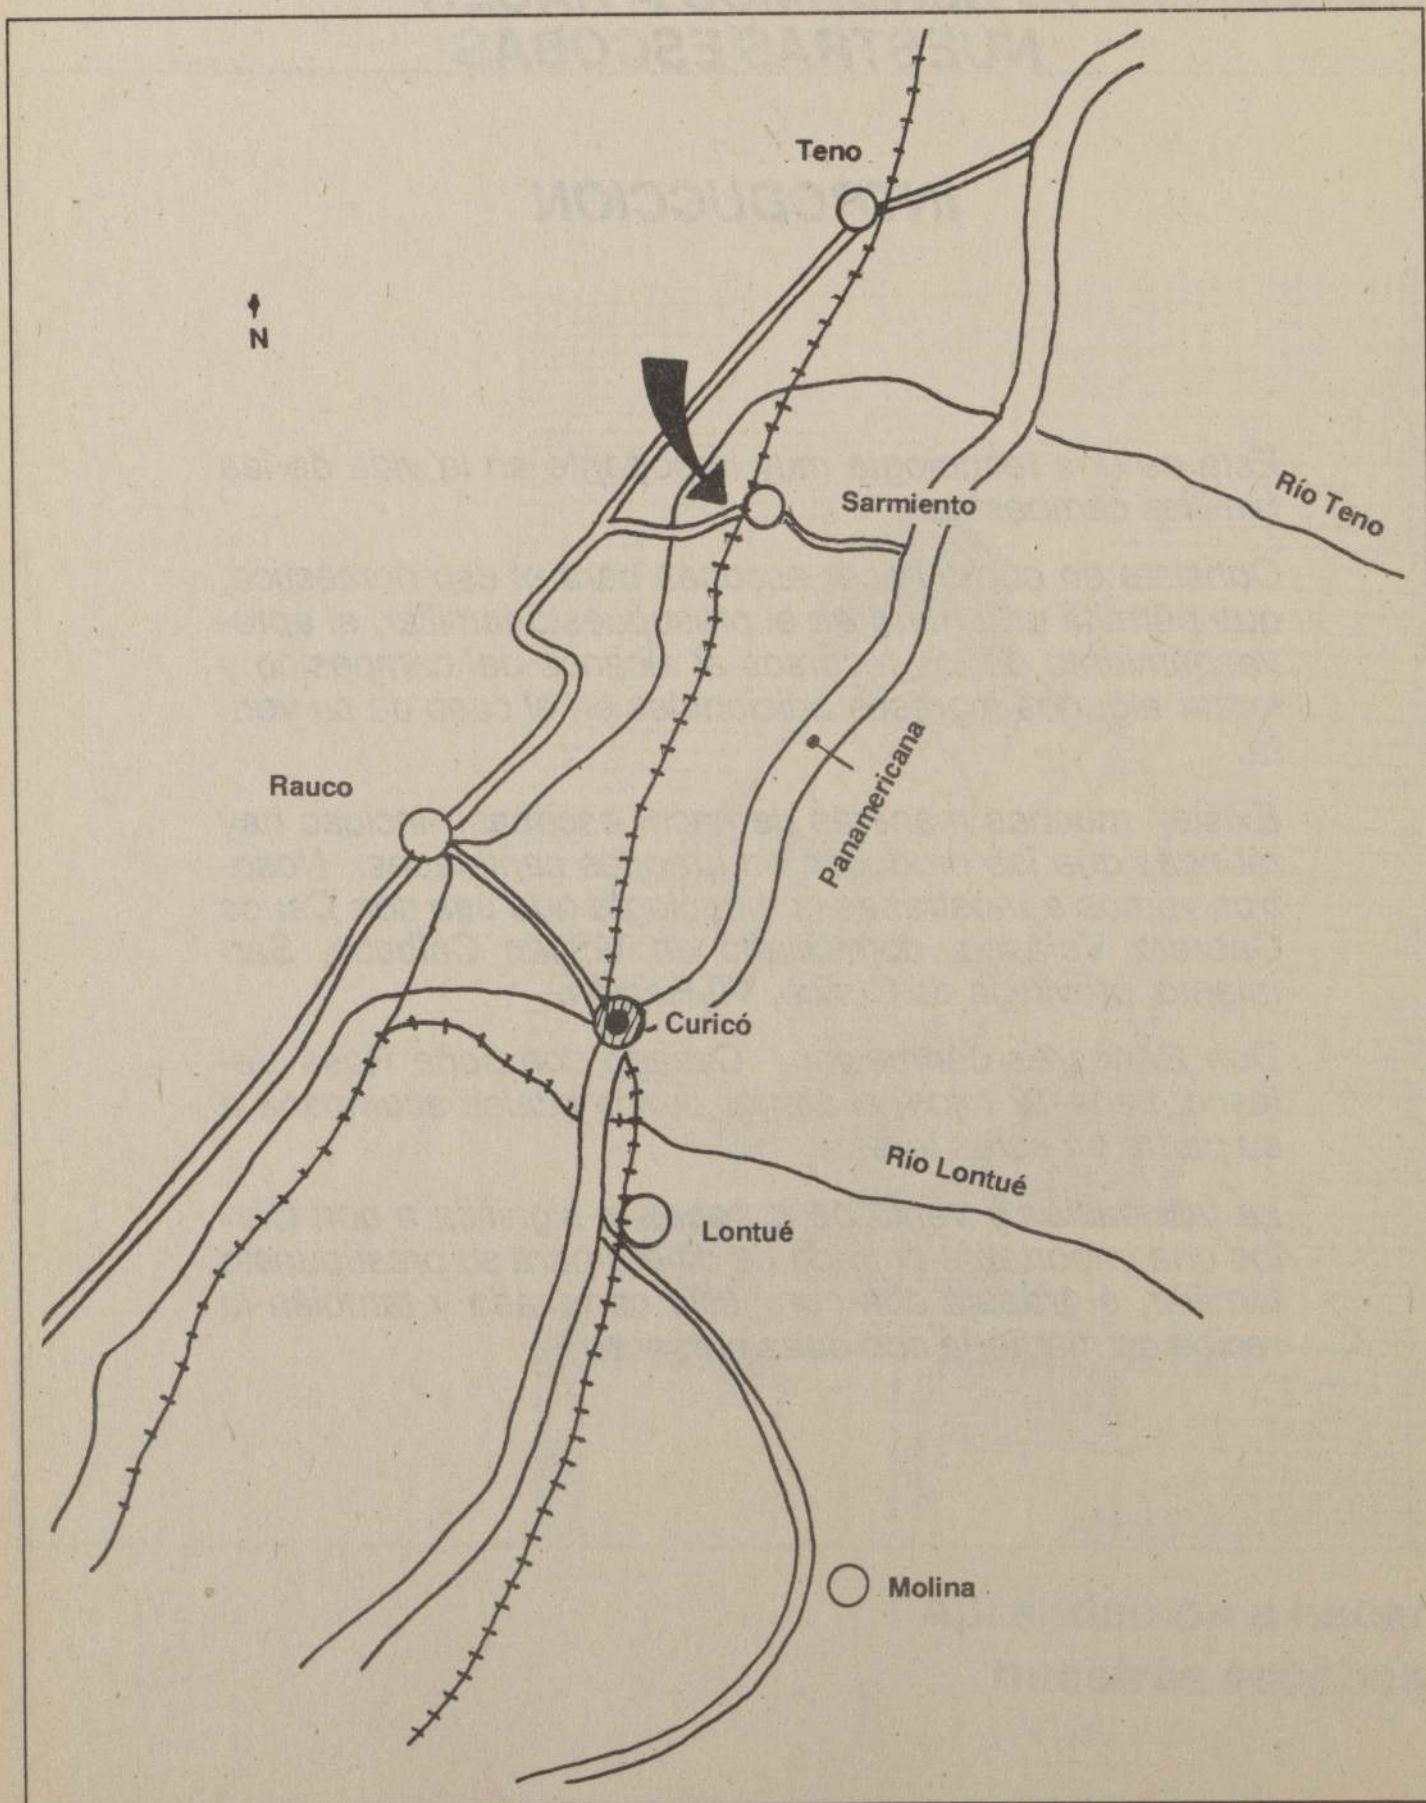 Teno
N
Sarmiento
Río Teno
Rauco
Panamericana
Curicó
Río Lontué
Lontué
Molina